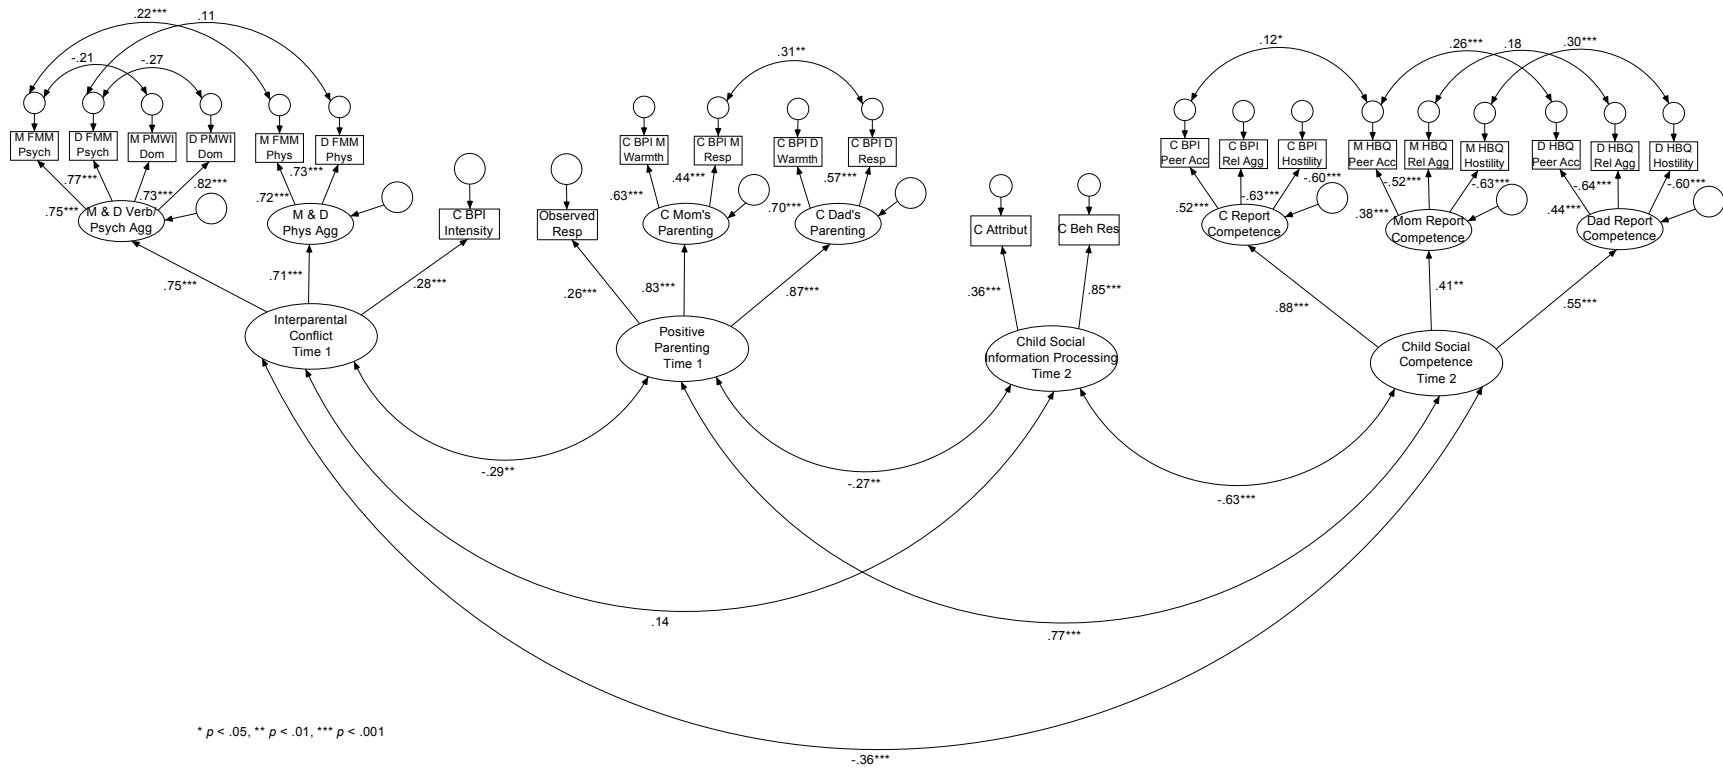 .22***
.11
-.21
-.27
M FMM
Psych
D FMM
Psych
M PMWI
Dom
D PMWI
Dom
M FMM
Phys
D FMM
Phys
.77***
.73***
.82***
.75***
M & D Verb/
Psych Agg
.73***
.72***
M & D
Phys Agg
C BPI
Intensity
.75***
.71***
.28***
Interparental
Conflict
Time 1
.31**
C BPI M
Warmth
C BPI M
Resp
C BPI D
Warmth
C BPI D
Resp
.63***
.44***
.70***
.57***
Observed
Resp
C Mom's
Parenting
C Dad's
Parenting
.26***
.83***
.87***
Positive
Parenting
Time 1
C Attribut
C Beh Res
.36***
.85***
Child Social
Information Processing
Time 2
.12*
.26***
.18
.30***
C BPI
Peer Acc
C BPI
Rel Agg
C BPI
Hostility
M HBQ
Peer Acc
M HBQ
Rel Agg
M HBQ
Hostility
D HBQ
Peer Acc
D HBQ
Rel Agg
D HBQ
Hostility
.52***
-.63***
-.60***
.38***
-.52***
-.63***
.44***
-.64***
-.60***
C Report
Competence
Mom Report
Competence
Dad Report
Competence
.88***
.41**
.55***
Child Social
Competence
Time 2
-.29**
-.27**
-.63***
.14
.77***
-.36***
* p < .05, ** p < .01, *** p < .001